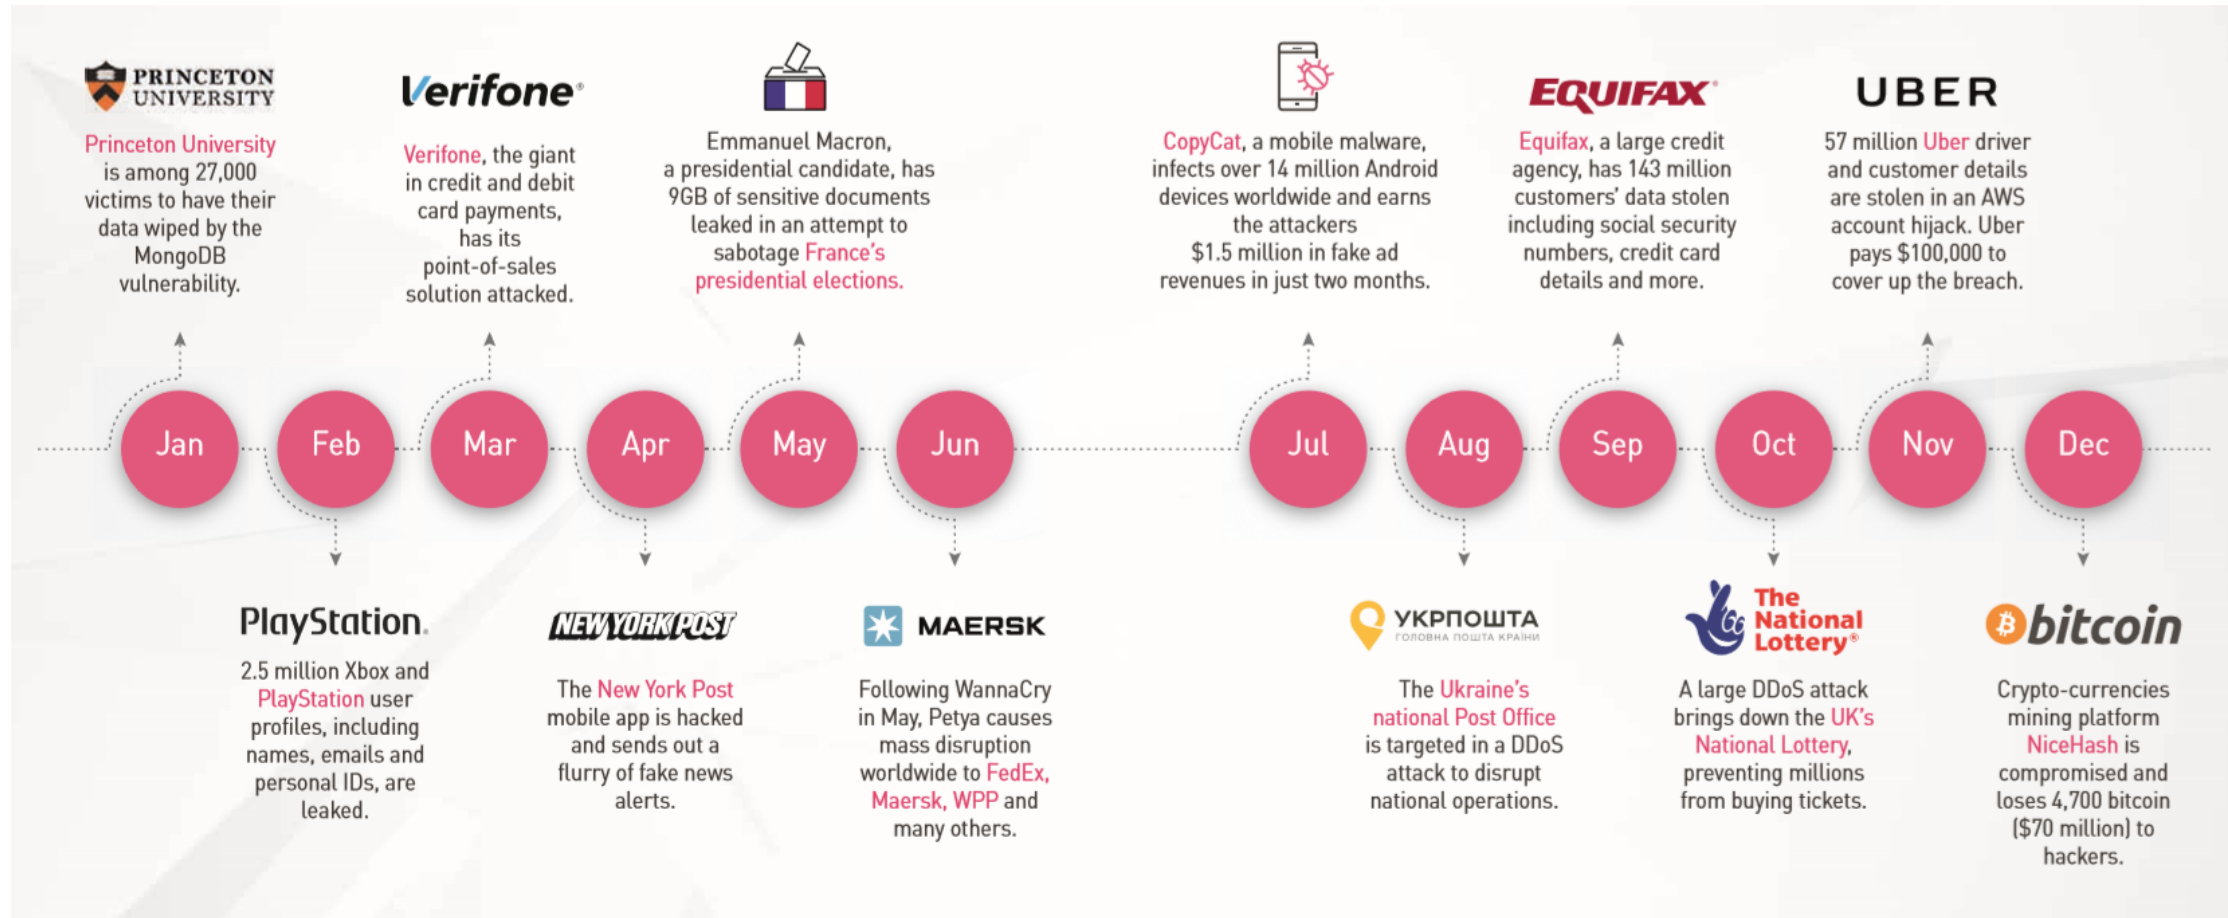 PRINCETON
UNIVERSITY
Princeton University
is among 27,000
victims to have their
data wiped by the
MongoDB
vulnerability.
Verifone®
Verifone, the giant
in credit and debit
card payments,
has its
point-of-sales
solution attacked.
Emmanuel Macron,
a presidential candidate, has
9GB of sensitive documents
leaked in an attempt to
sabotage France's
presidential elections.
CopyCat, a mobile malware,
infects over 14 million Android
devices worldwide and earns
the attackers
$1.5 million in fake ad
revenues in just two months.
EQUIFAX®
Equifax, a large credit
agency, has 143 million
customers' data stolen
including social security
numbers, credit card
details and more.
UBER
57 million Uber driver
and customer details
are stolen in an AWS
account hijack. Uber
pays $100,000 to
cover up the breach.
Jan
Feb
Mar
Apr
May
Jun
Jul
Aug
Sep
Oct
Nov
Dec
PlayStation.
2.5 million Xbox and
PlayStation user
profiles, including
names, emails and
personal IDs, are
leaked.
NEW YORK POST
The New York Post
mobile app is hacked
and sends out a
flurry of fake news
alerts.
MAERSK
Following WannaCry
in May, Petya causes
mass disruption
worldwide to FedEx,
Maersk, WPP and
many others.
УКРПОШТА
ГОЛОВНА ПОШТА КРАЇНИ
The Ukraine's
national Post Office
is targeted in a DDoS
attack to disrupt
national operations.
The
National
Lottery®
A large DDoS attack
brings down the UK's
National Lottery,
preventing millions
from buying tickets.
bitcoin
Crypto-currencies
mining platform
NiceHash is
compromised and
loses 4,700 bitcoin
($70 million) to
hackers.